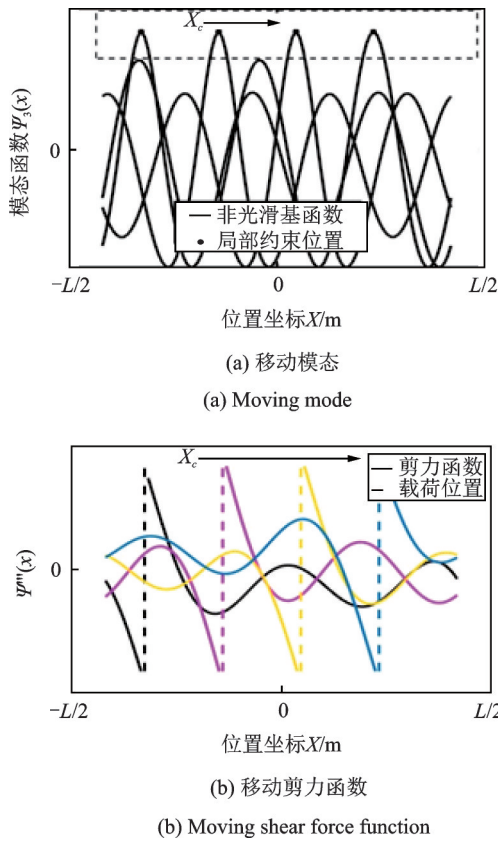 X_c
模态函数Ψ₃(x)
0
非光滑基函数
局部约束位置
−L/2 0 L/2
位置坐标X/m
(a) 移动模态
(a) Moving mode
X_c
剪力函数
载荷位置
Ψ‴(x)
0
−L/2 0 L/2
位置坐标X/m
(b) 移动剪力函数
(b) Moving shear force function